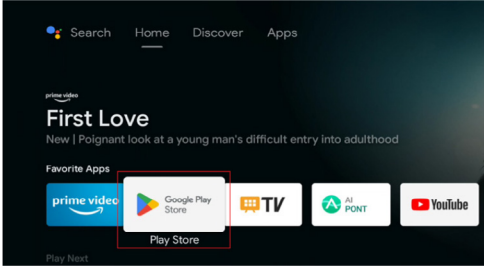 Search Home Discover Apps
prime video
First Love
New | Poignant look at a young man's difficult entry into adulthood
Favorite Apps
prime video
Google Play
Store
TV
AI
PONT
YouTube
Play Store
Play Next